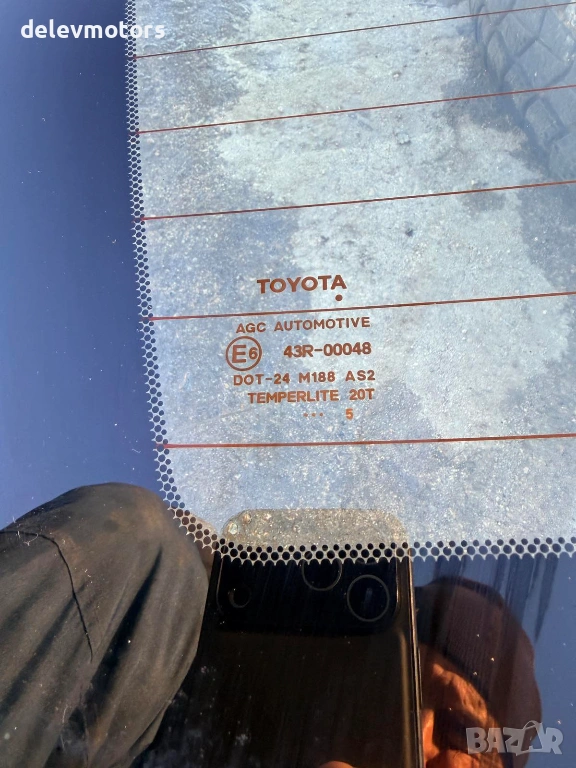 delevmotors
TOYOTA
AGC AUTOMOTIVE
E6 43R-00048
DOT-24 M188 AS2
TEMPERLITE 20T
... 5
BAZAR